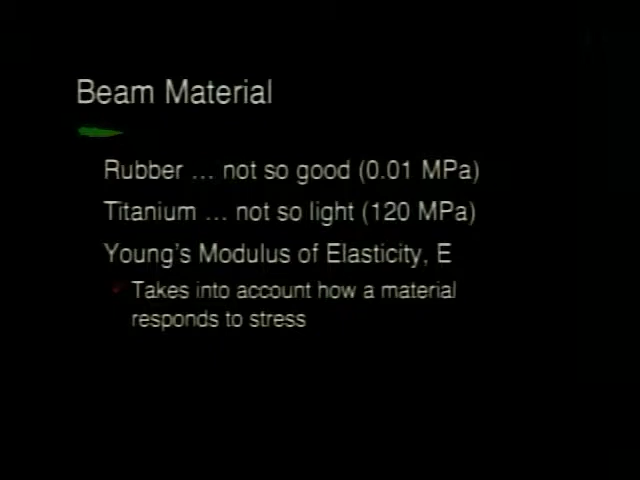 Beam Material
Rubber ... not so good (0.01 MPa)
Titanium ... not so light (120 MPa)
Young's Modulus of Elasticity, E
Takes into account how a material
responds to stress